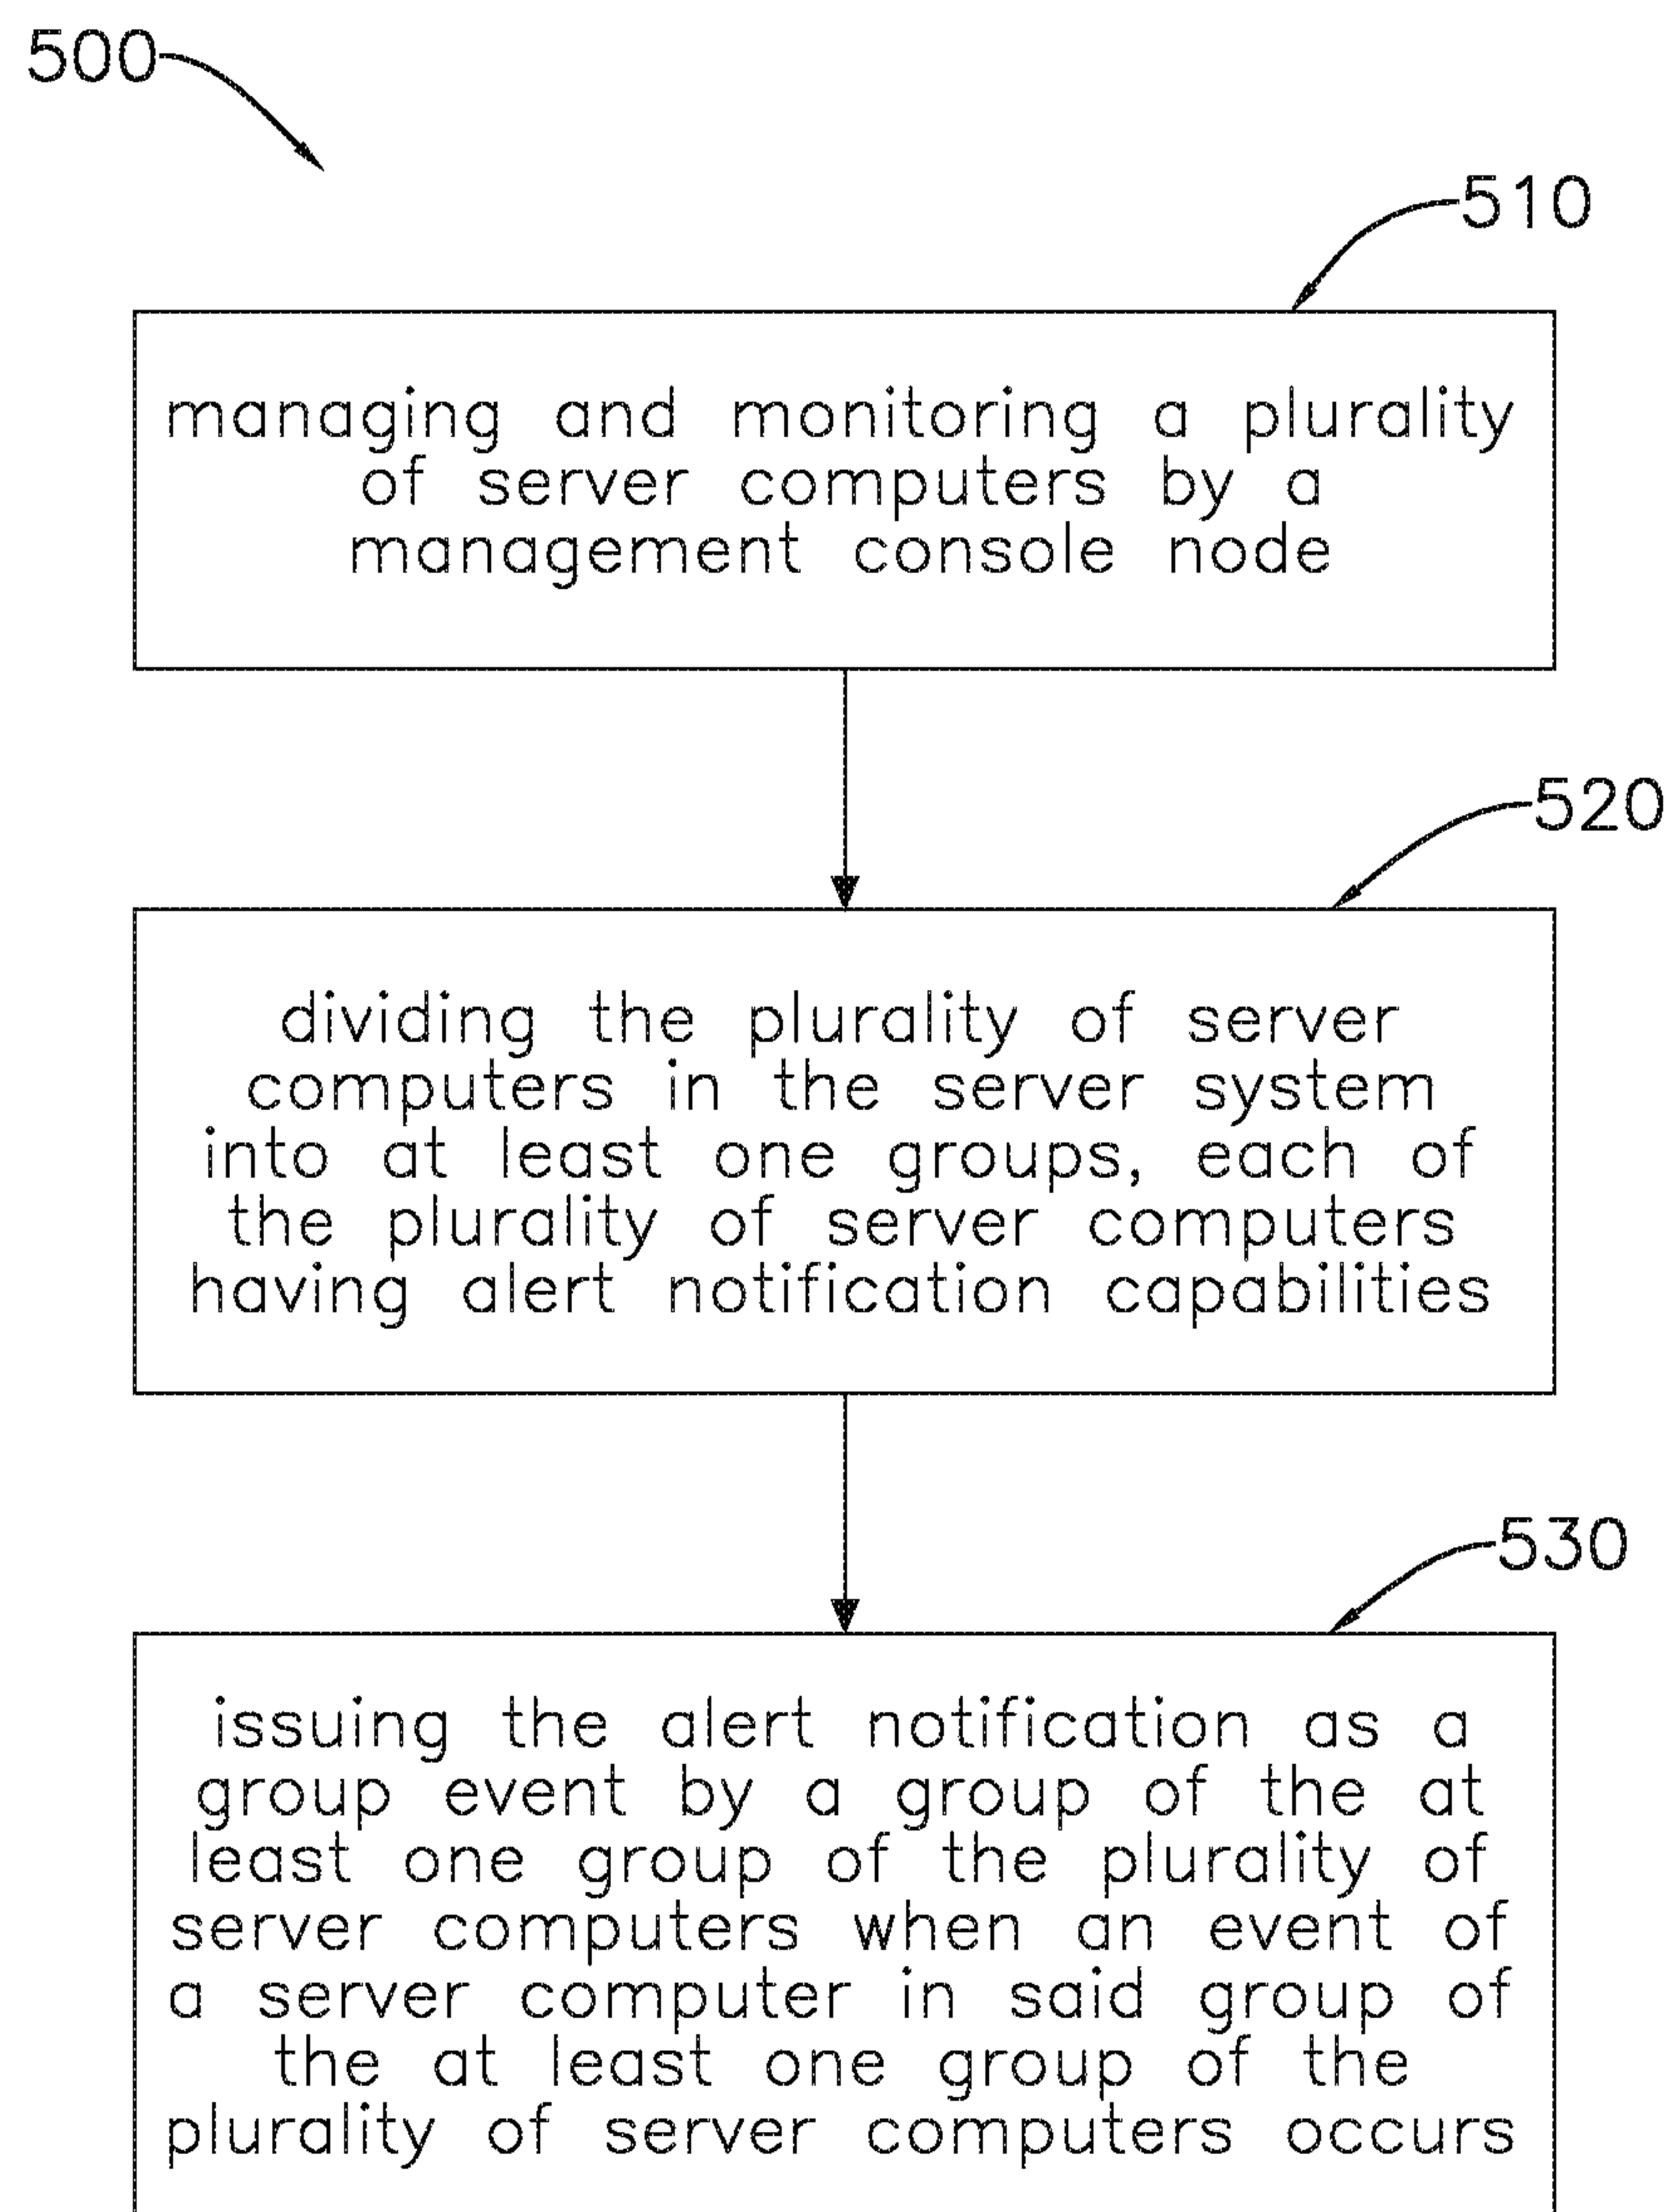 500
510
managing and monitoring a plurality
of server computers by a
management console node
520
dividing the plurality of server
computers in the server system
into at least one groups, each of
the plurality of server computers
having alert notification capabilities
530
issuing the alert notification as a
group event by a group of the at
least one group of the plurality of
server computers when an event of
a server computer in said group of
the at least one group of the
plurality of server computers occurs